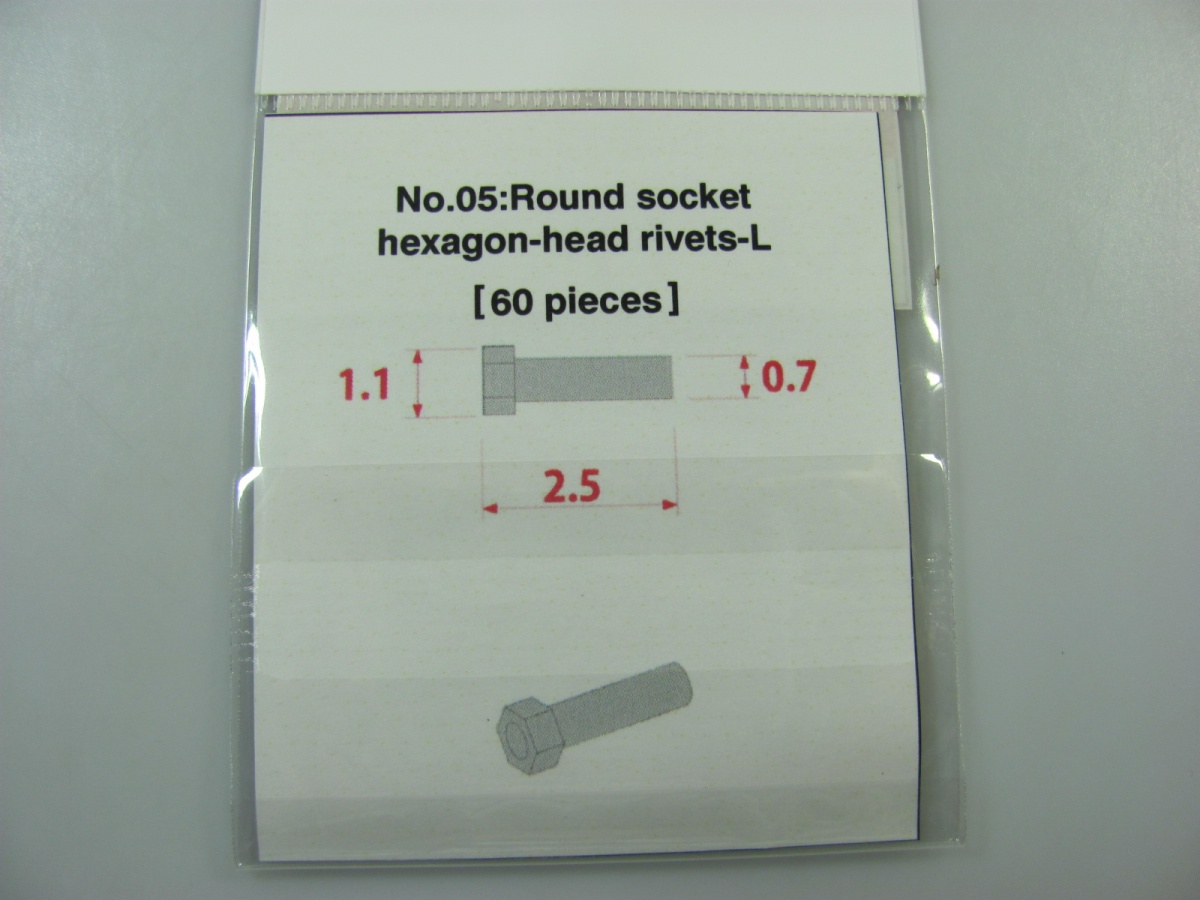 No.05:Round socket
hexagon-head rivets-L
[60 pieces]
1.1
0.7
2.5